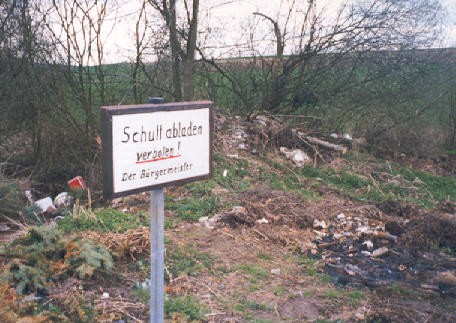 Schutt abladen
verboten!
Der Bürgermeister